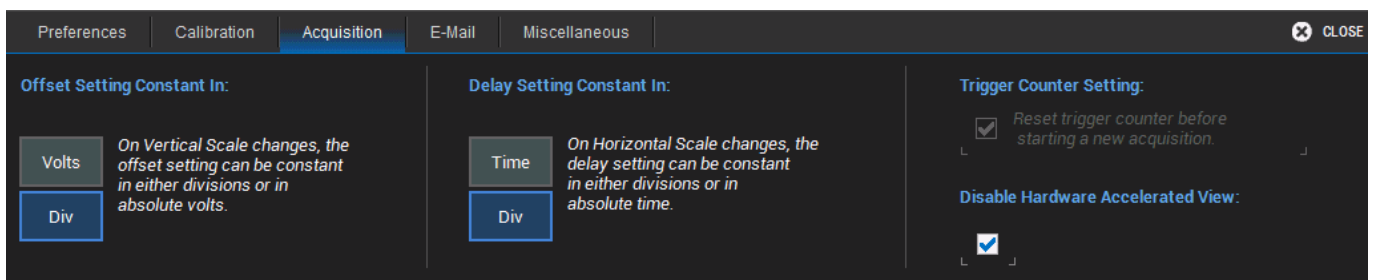 Preferences
Calibration
Acquisition
E-Mail
Miscellaneous
CLOSE
Offset Setting Constant In:
Volts
Div
On Vertical Scale changes, the
offset setting can be constant
in either divisions or in
absolute volts.
Delay Setting Constant In:
Time
Div
On Horizontal Scale changes, the
delay setting can be constant
in either divisions or in
absolute time.
Trigger Counter Setting:
Reset trigger counter before
starting a new acquisition.
Disable Hardware Accelerated View: